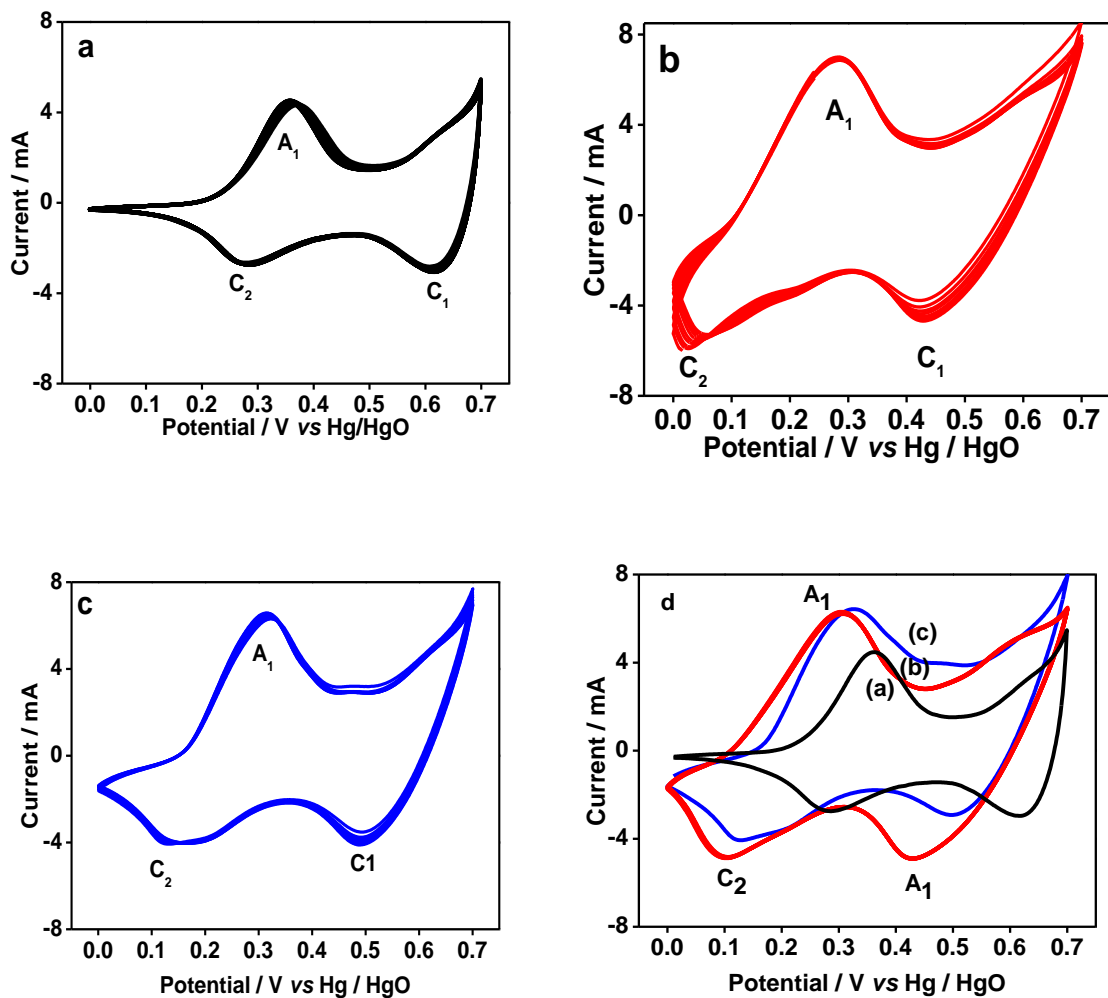 a
8
4
0
-4
-8
Current / mA
A1
C2
C1
0.0 0.1 0.2 0.3 0.4 0.5 0.6 0.7
Potential / V vs Hg/HgO
b
8
4
0
-4
-8
Current / mA
A1
C2
C1
0.0 0.1 0.2 0.3 0.4 0.5 0.6 0.7
Potential / V vs Hg / HgO
c
8
4
0
-4
-8
Current / mA
A1
C2
C1
0.0 0.1 0.2 0.3 0.4 0.5 0.6 0.7
Potential / V vs Hg / HgO
d
8
4
0
-4
-8
Current / mA
A1
(c)
(b)
(a)
C2
A1
0.0 0.1 0.2 0.3 0.4 0.5 0.6 0.7
Potential / V vs Hg / HgO